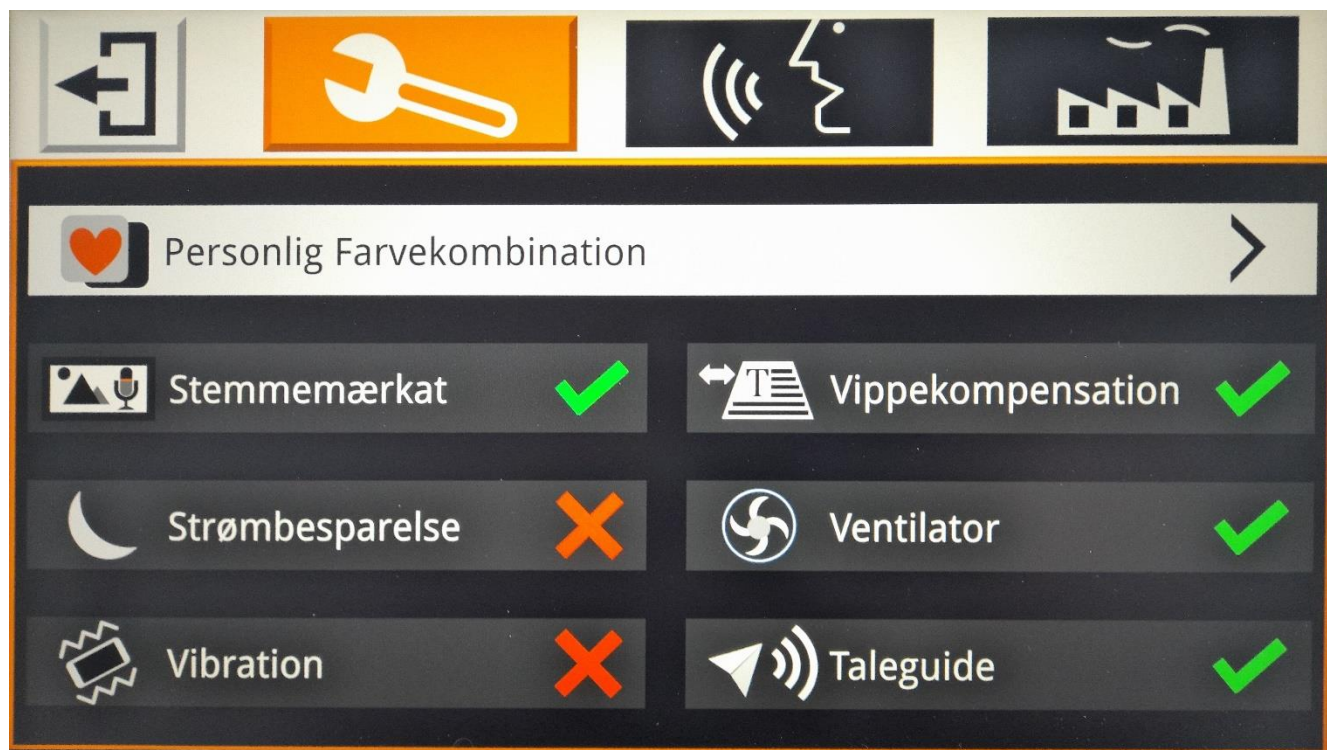 Personlig Farvekombination
Stemmemærkat
T
Vippekompensation
Strømbesparelse
Ventilator
Vibration
Taleguide